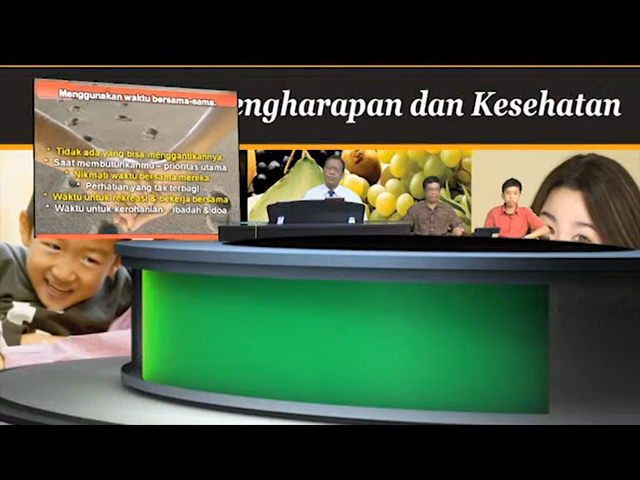 Menggunakan waktu bersama-sama.
engharapan dan Kesehatan
• Tidak ada yang bisa menggantikannya.
• Saat membutuhkanmu – prioritas utama
• Nikmati waktu bersama mereka
• Perhatian yang tak terbagi
• Waktu untuk rekreasi & bekerja bersama
• Waktu untuk kerohanian – ibadah & doa